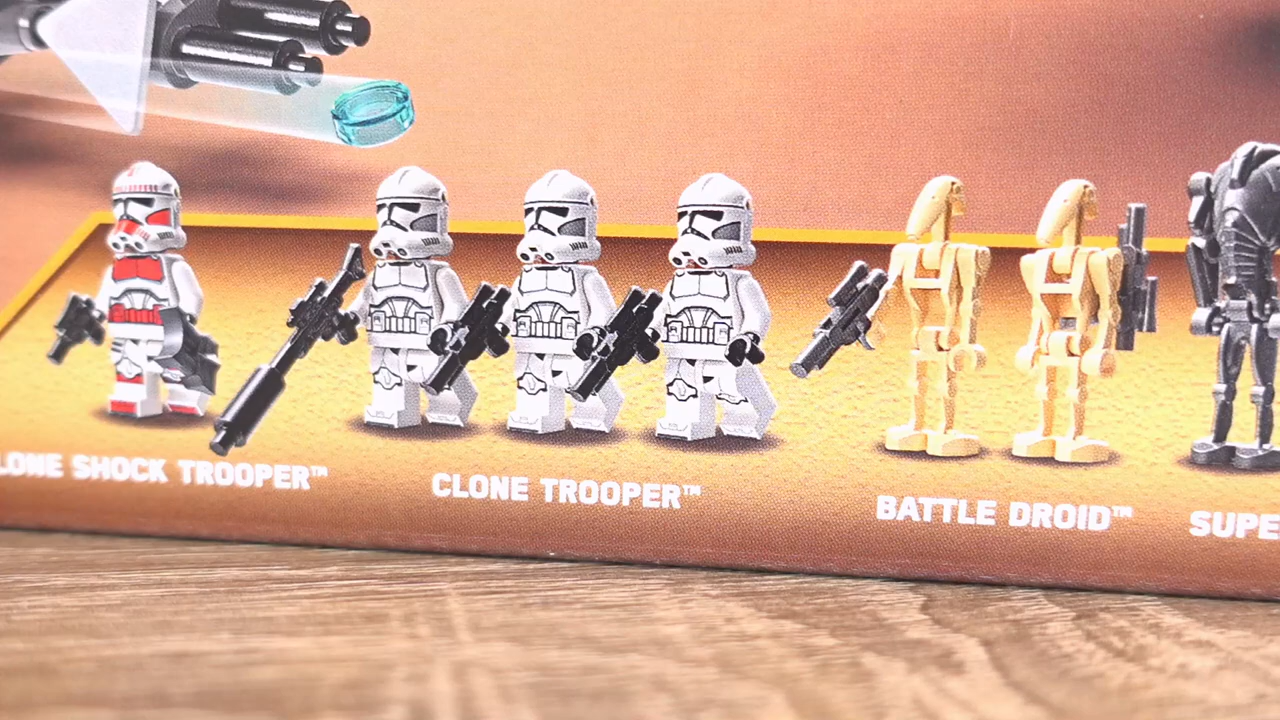 LONE SHOCK TROOPER™
CLONE TROOPER™
BATTLE DROID™
SUPE